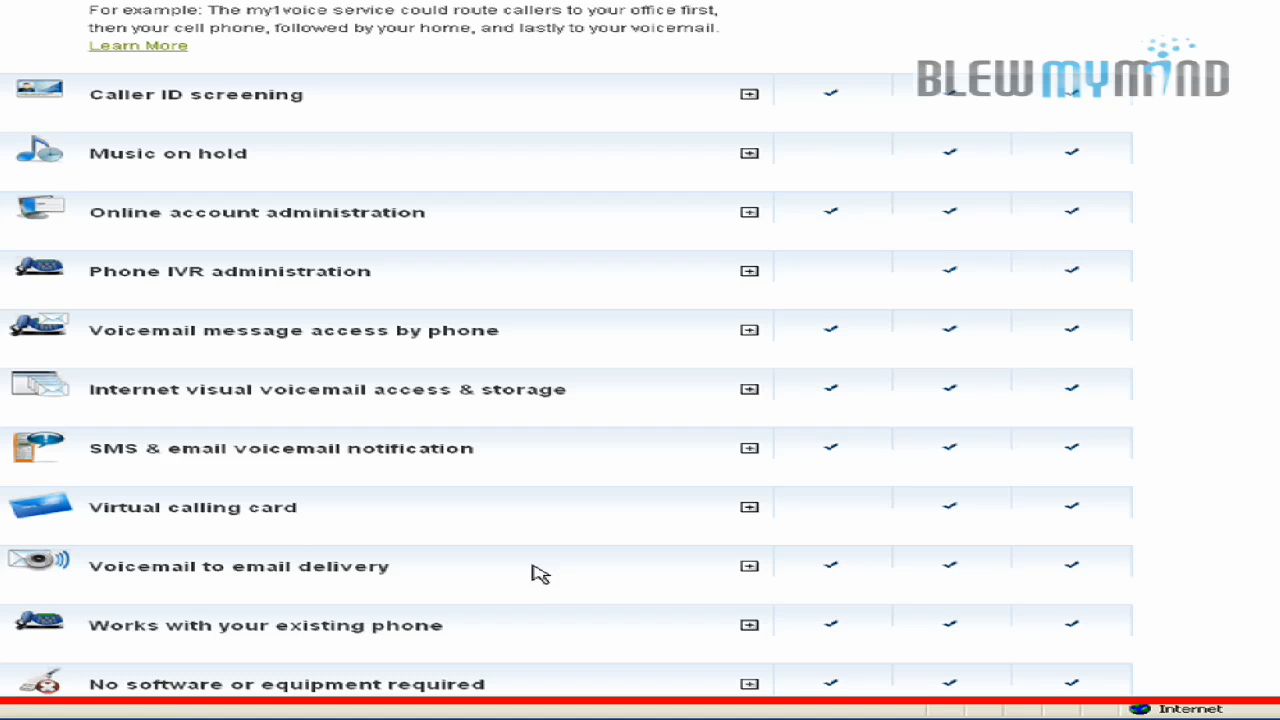 For example: The my1voice service could route callers to your office first,
then your cell phone, followed by your home, and lastly to your voicemail.
Learn More
BLEWMYMIND
Caller ID screening
Music on hold
Online account administration
Phone IVR administration
Voicemail message access by phone
Internet visual voicemail access & storage
SMS & email voicemail notification
Virtual calling card
Voicemail to email delivery
Works with your existing phone
No software or equipment required
Internet